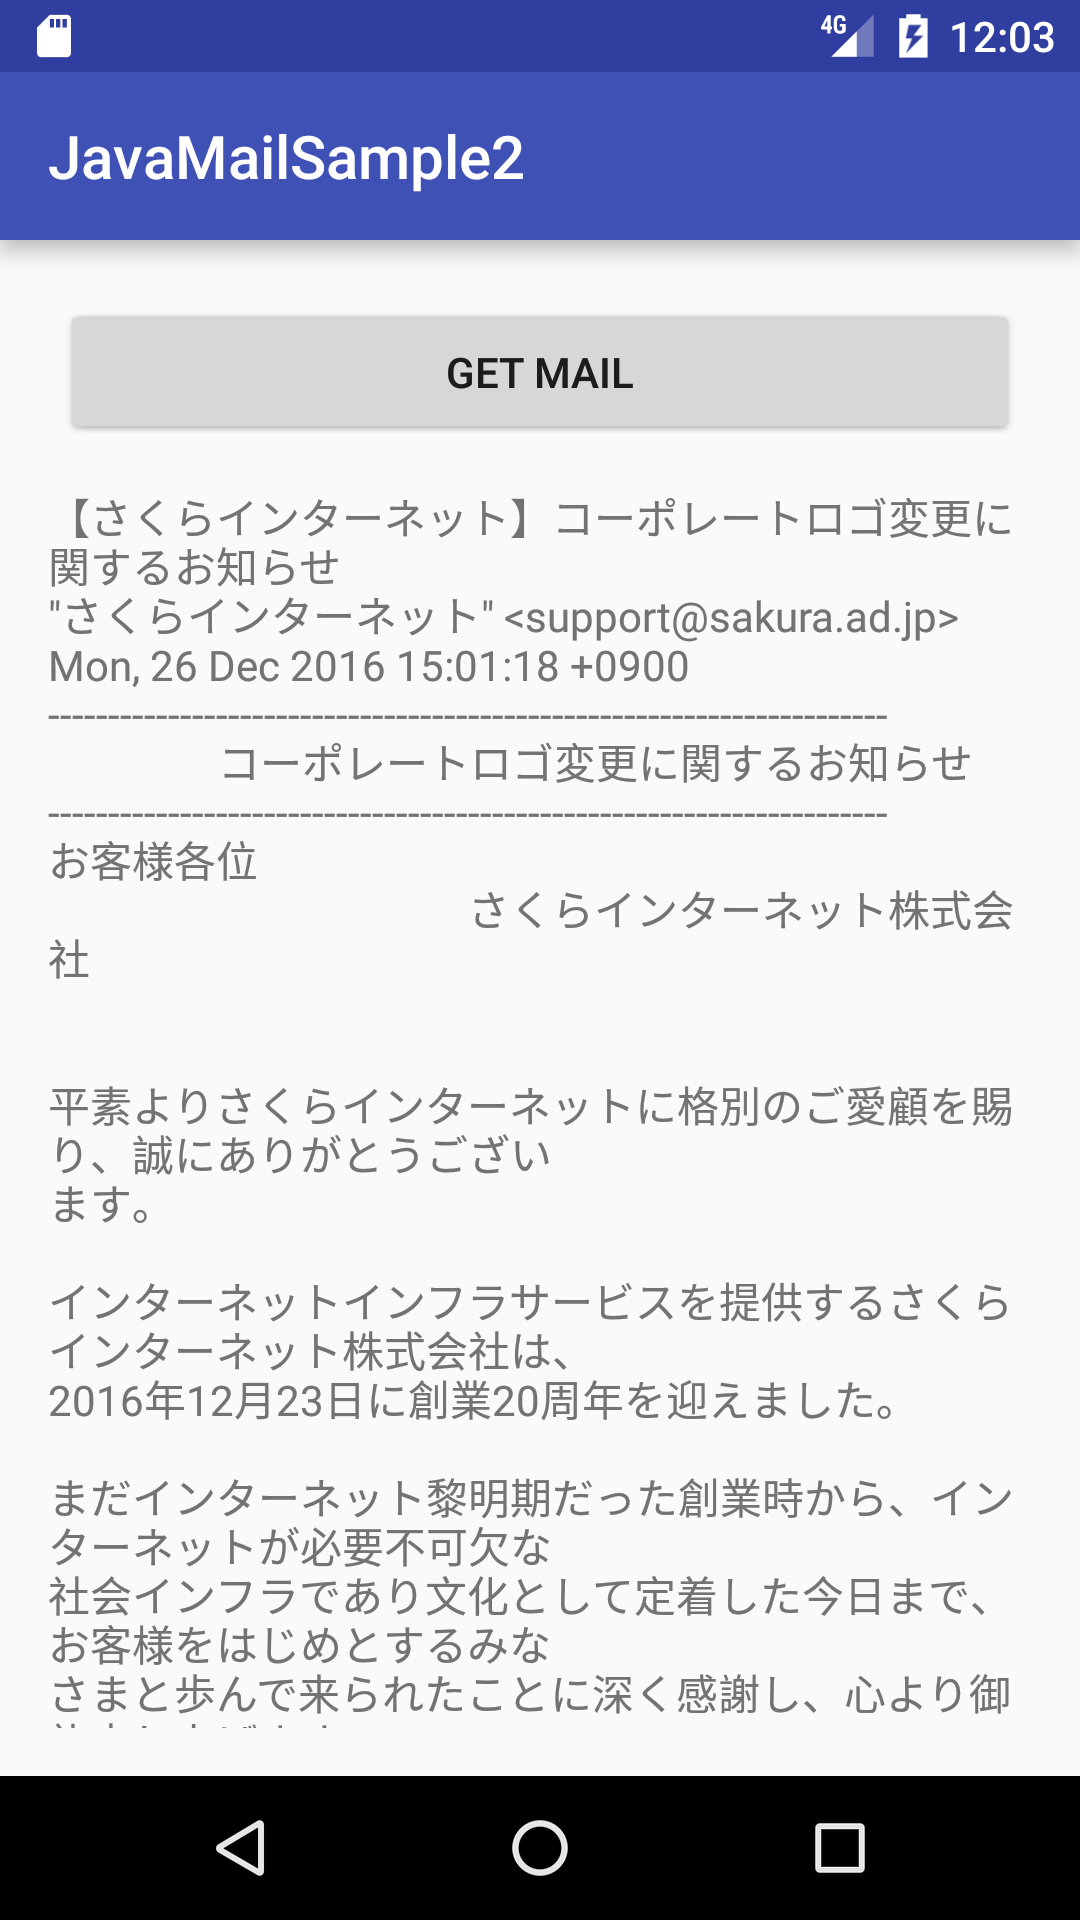 4G 12:03
JavaMailSample2
GET MAIL
【さくらインターネット】コーポレートロゴ変更に
関するお知らせ
"さくらインターネット" <support@sakura.ad.jp>
Mon, 26 Dec 2016 15:01:18 +0900
----------------------------------------------------------------------
コーポレートロゴ変更に関するお知らせ
----------------------------------------------------------------------
お客様各位
さくらインターネット株式会
社
平素よりさくらインターネットに格別のご愛顧を賜
り、誠にありがとうござい
ます。
インターネットインフラサービスを提供するさくら
インターネット株式会社は、
2016年12月23日に創業20周年を迎えました。
まだインターネット黎明期だった創業時から、イン
ターネットが必要不可欠な
社会インフラであり文化として定着した今日まで、
お客様をはじめとするみな
さまと歩んで来られたことに深く感謝し、心より御